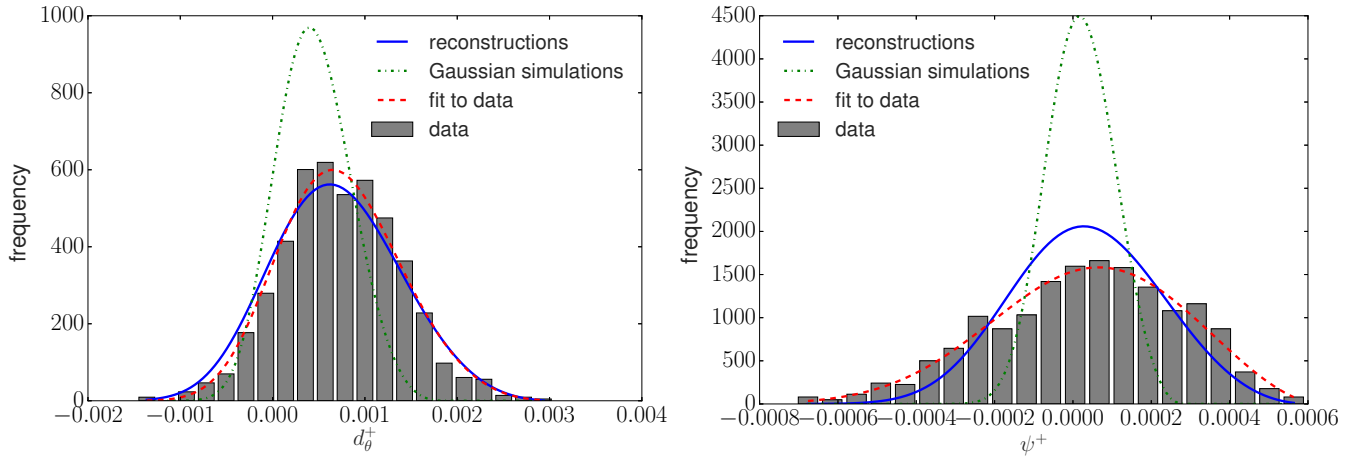 1000
800
600
400
200
0
frequency
reconstructions
Gaussian simulations
fit to data
data
−0.002
−0.001
0.000
0.001
0.002
0.003
0.004
d_θ^+
4500
4000
3500
3000
2500
2000
1500
1000
500
0
frequency
reconstructions
Gaussian simulations
fit to data
data
−0.0008
−0.0006
−0.0004
−0.0002
0.0000
0.0002
0.0004
0.0006
ψ^+